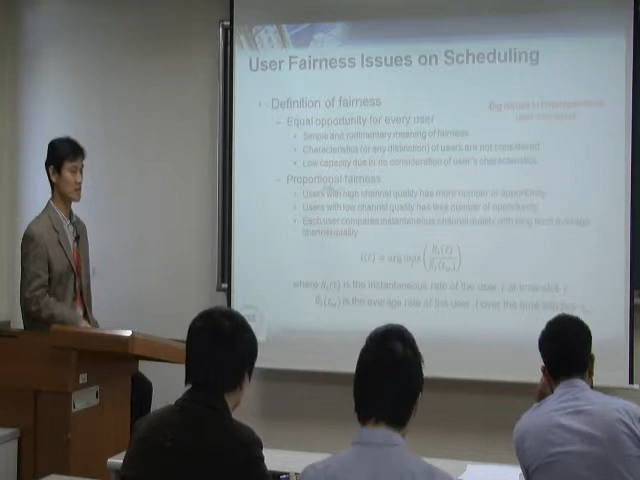 User Fairness Issues on Scheduling
• Definition of fairness
– Equal opportunity for every user
• Simple and rudimentary meaning of fairness
• Characteristics (or any distinction) of users are not considered
• Low capacity due to no consideration of user's characteristics
– Proportional fairness
• Users with high channel quality has more number of opportunity
• Users with low channel quality has less number of opportunity
• Each user compares instantaneous channel quality with long term average
channel quality
where is the instantaneous rate of the user
is the average rate of the user over the time